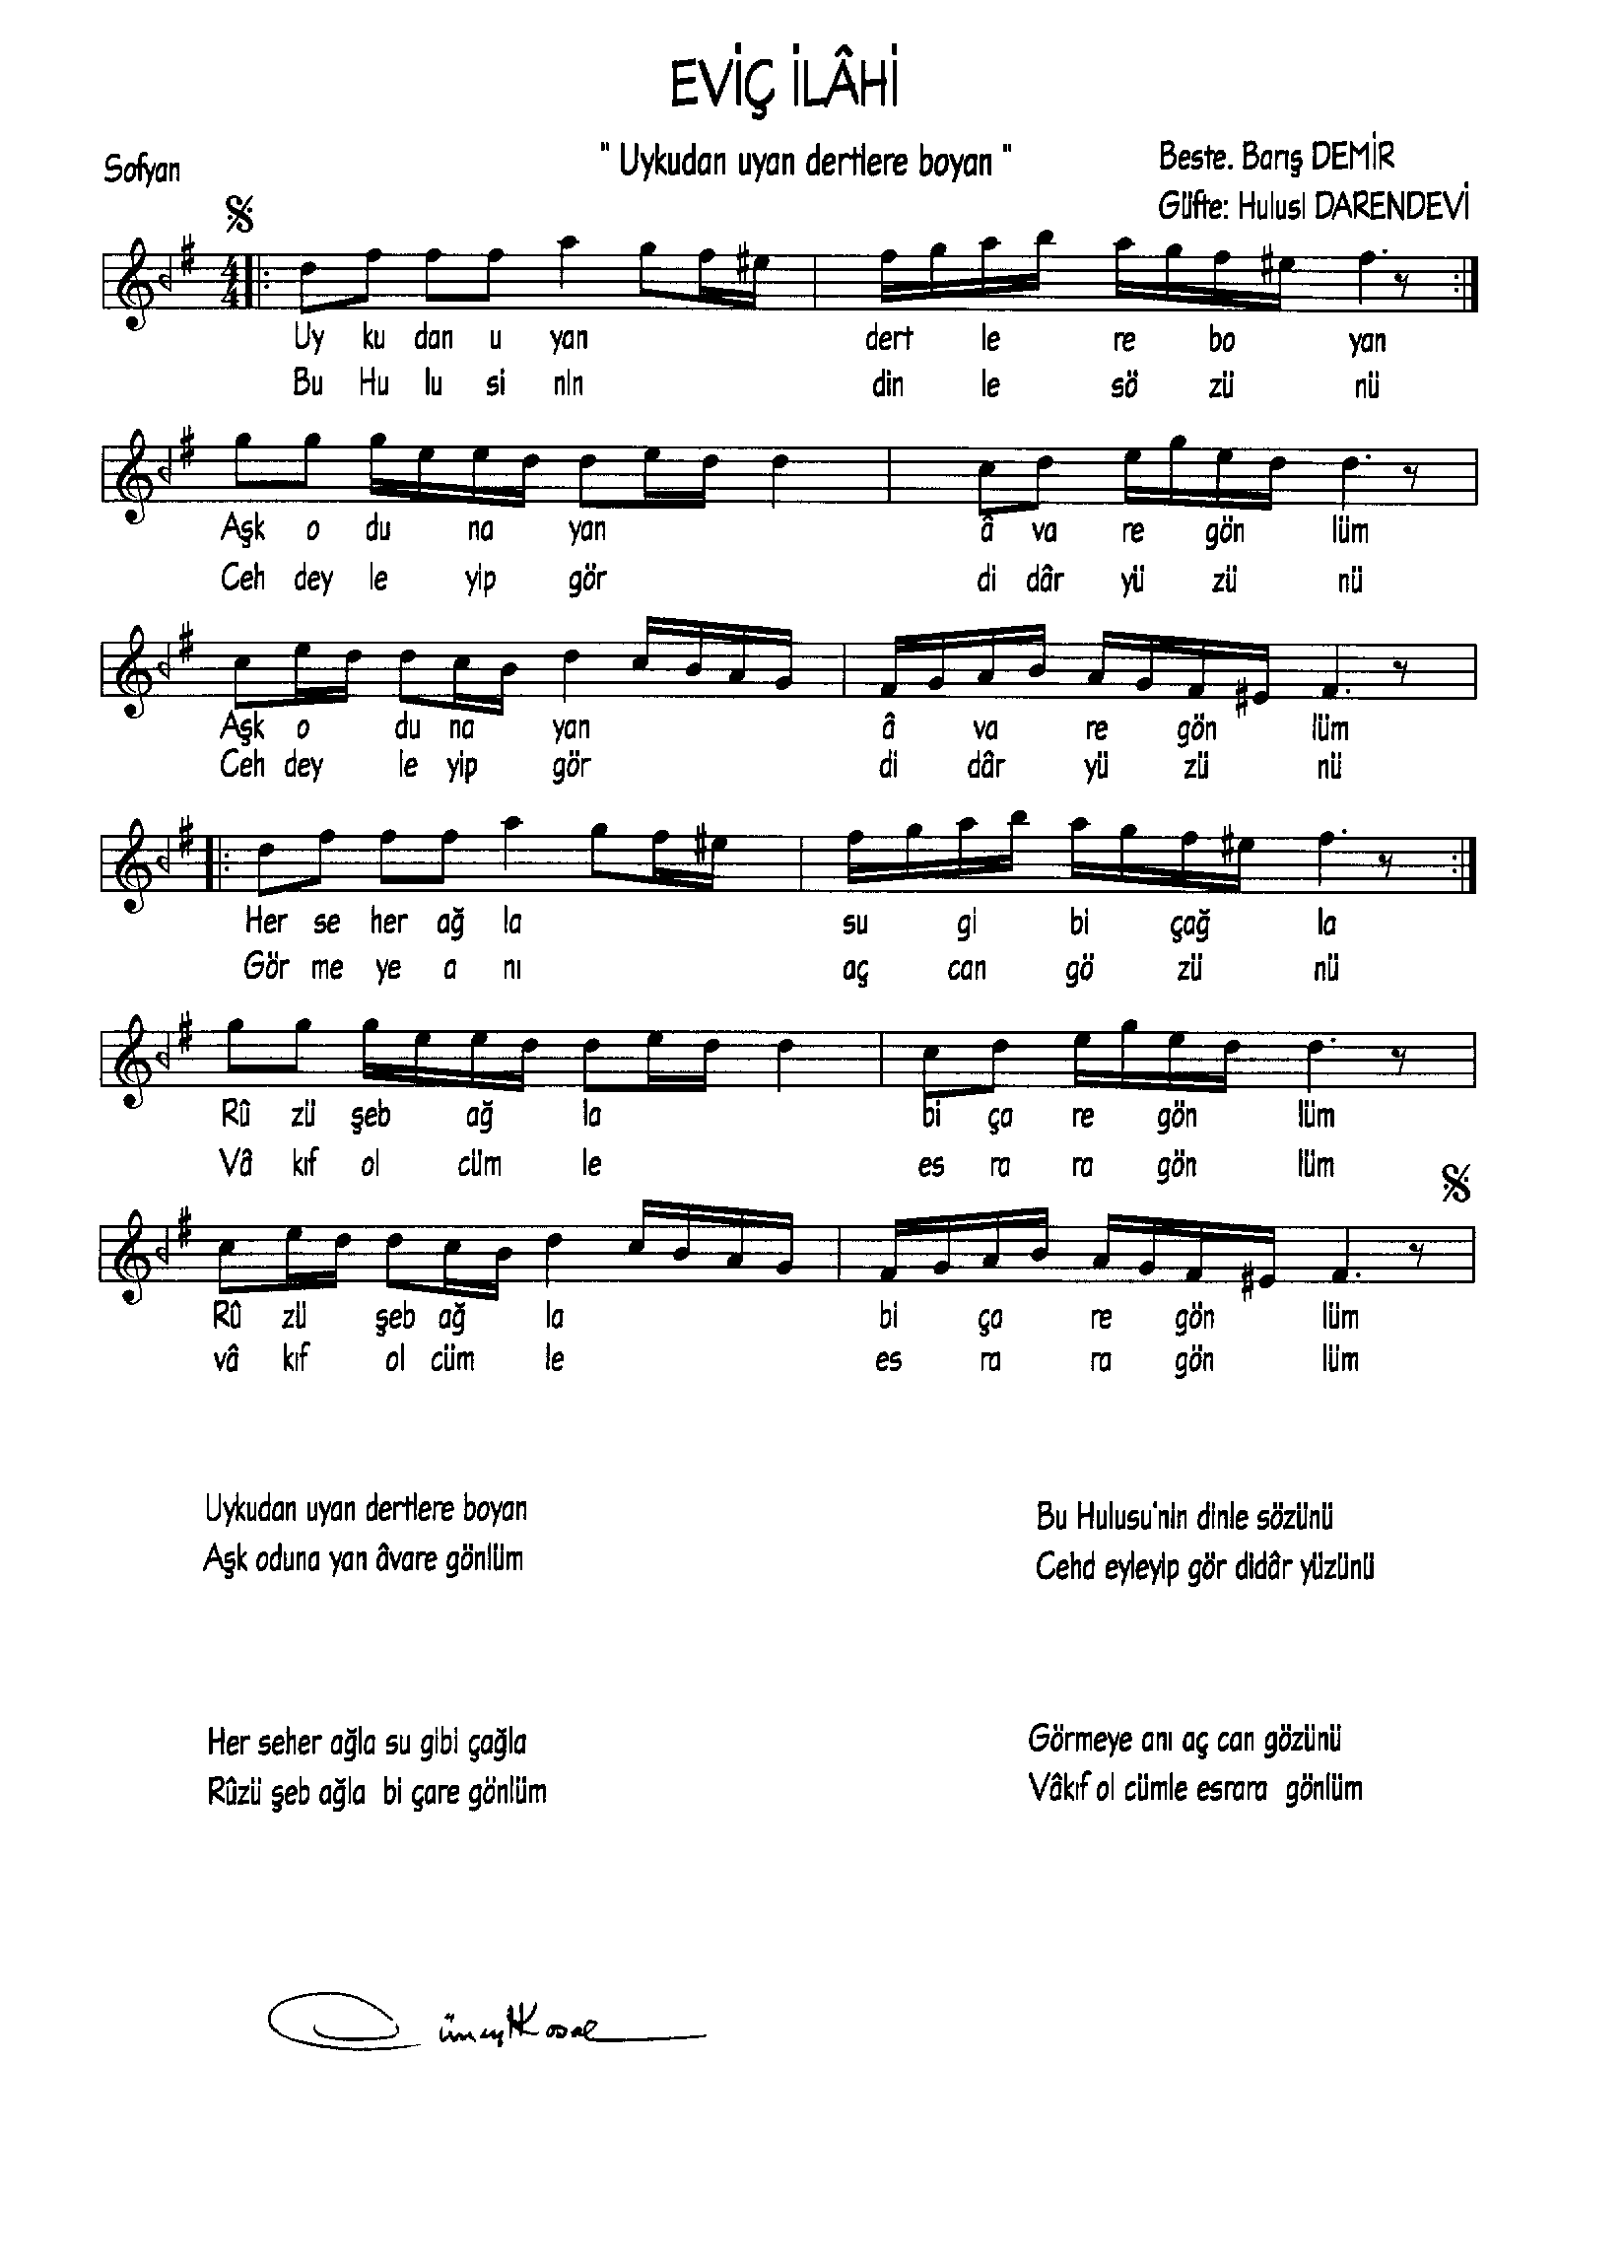 EVİÇ İLÂHİ
" Uykudan uyan dertlere boyan "
Sofyan
Beste. Barış DEMİR
Güfte: Hulusl DARENDEVİ
4
4
Uy ku dan u yan dert le re bo yan
Bu Hu lu si nln din le sö zü nü
Aşk o du na yan â va re gön lüm
Ceh dey le yip gör di dâr yü zü nü
Aşk o du na yan â va re gön lüm
Ceh dey le yip gör di dâr yü zü nü
Her se her ağ la su gi bi çağ la
Gör me ye a nı aç can gö zü nü
Rû zü şeb ağ la bi ça re gön lüm
Vâ kıf ol cüm le es ra ra gön lüm
Rû zü şeb ağ la bi ça re gön lüm
vâ kıf ol cüm le es ra ra gön lüm
Uykudan uyan dertlere boyan
Aşk oduna yan âvare gönlüm
Bu Hulusu'nln dinle sözünü
Cehd eyleylp gör didâr yüzünü
Her seher ağla su gibi çağla
Rûzü şeb ağla bi çare gönlüm
Görmeye anı aç can gözünü
Vâkıf ol cümle esrara gönlüm